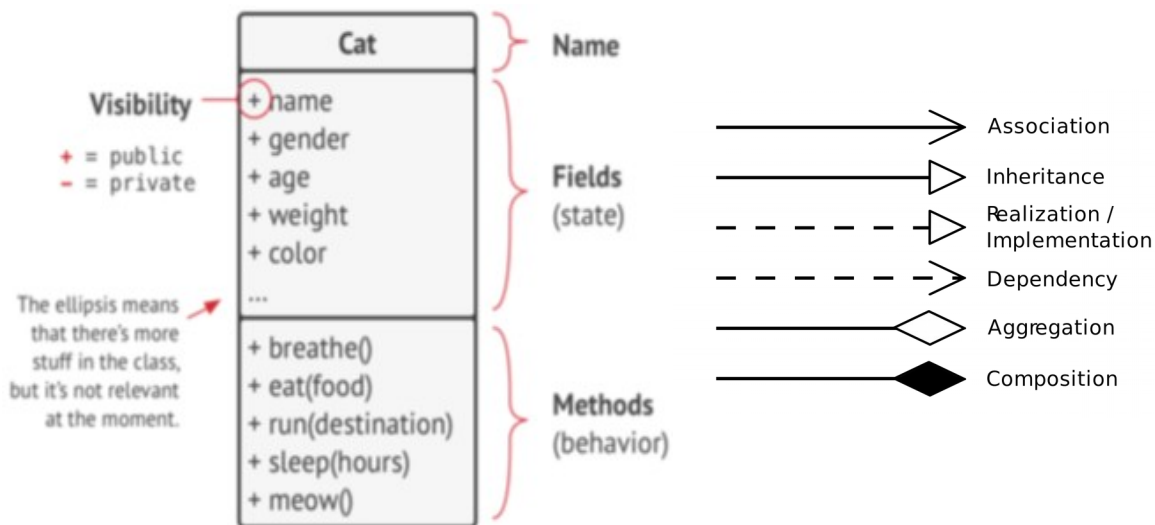 Cat
Name
Visibility
+ = public
− = private
+ name
+ gender
+ age
+ weight
+ color
...
Fields
(state)
The ellipsis means
that there's more
stuff in the class,
but it's not relevant
at the moment.
+ breathe()
+ eat(food)
+ run(destination)
+ sleep(hours)
+ meow()
Methods
(behavior)
Association
Inheritance
Realization /
Implementation
Dependency
Aggregation
Composition